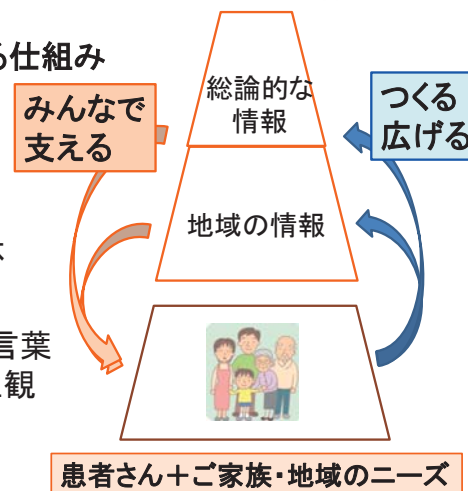 る仕組み
みんなで
支える
総論的な
情報
つくる
広げる
地域の情報
言葉
観
患者さん＋ご家族・地域のニーズ